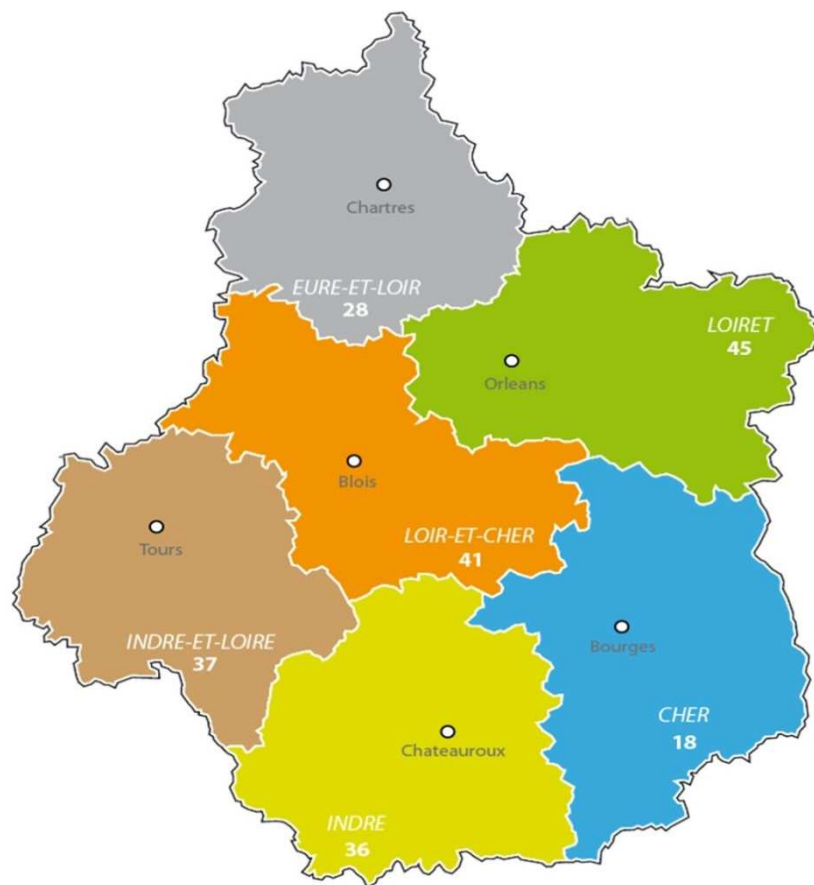 Chartres
EURE-ET-LOIR
28
LOIRET
45
Orleans
Blois
LOIR-ET-CHER
41
Tours
INDRE-ET-LOIRE
37
Bourges
CHER
18
Chateauroux
INDRE
36